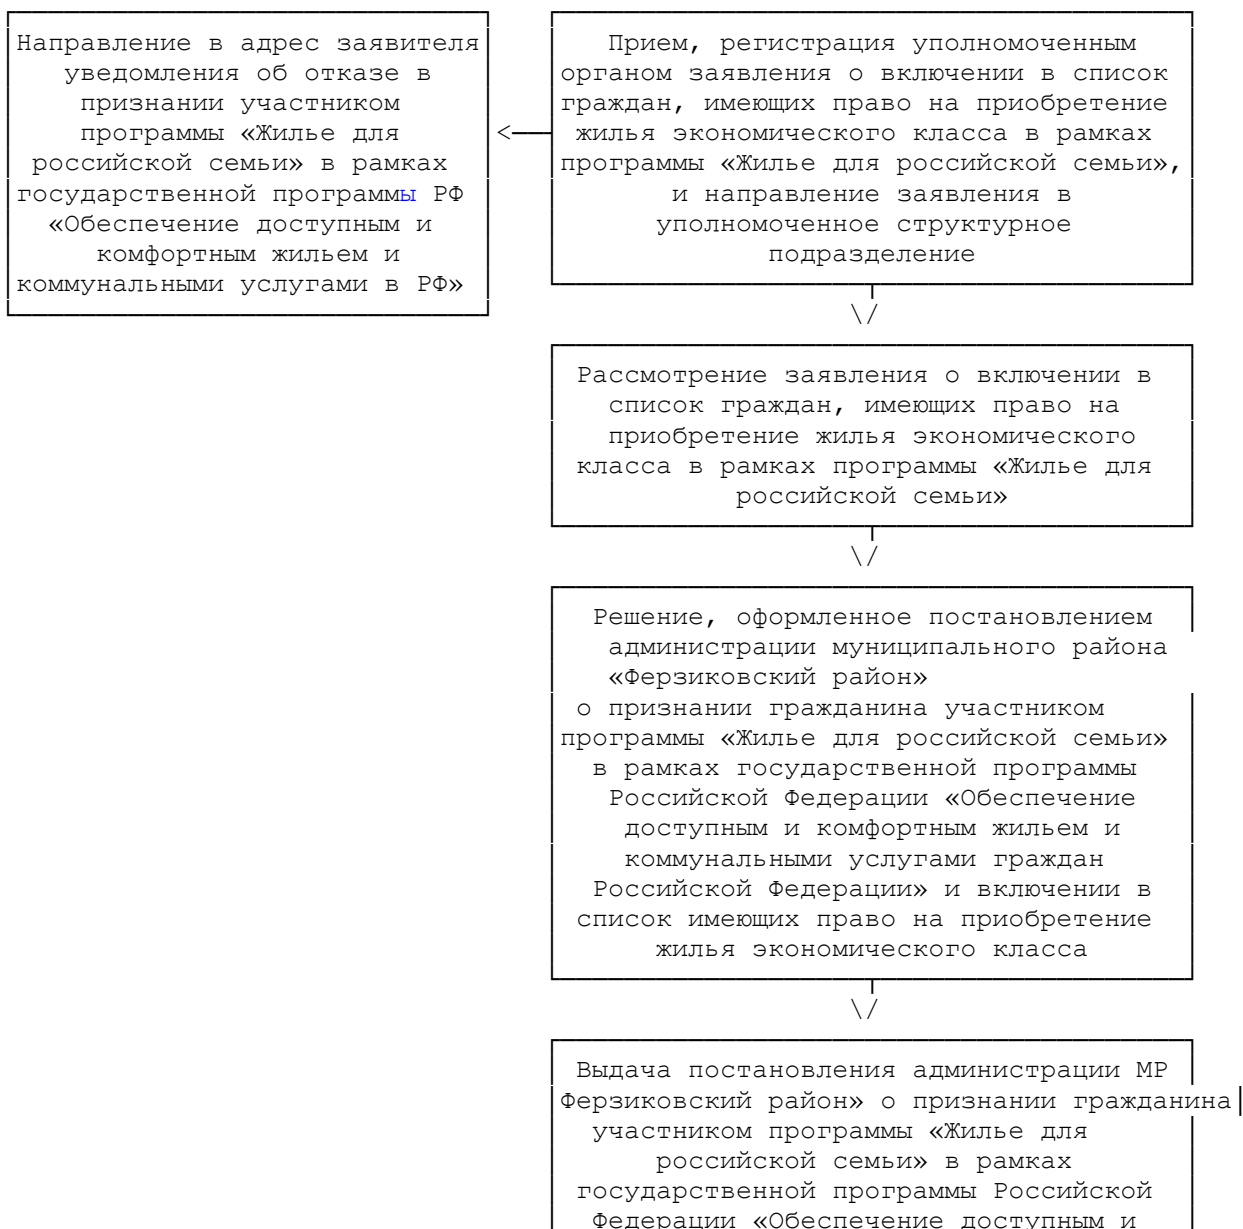 Направление в адрес заявителя
уведомления об отказе в
признании участником
программы «Жилье для
российской семьи» в рамках
государственной программы РФ
«Обеспечение доступным и
комфортным жильем и
коммунальными услугами в РФ»
<
Прием, регистрация уполномоченным
органом заявления о включении в список
граждан, имеющих право на приобретение
жилья экономического класса в рамках
программы «Жилье для российской семьи»,
и направление заявления в
уполномоченное структурное
подразделение
\/
Рассмотрение заявления о включении в
список граждан, имеющих право на
приобретение жилья экономического
класса в рамках программы «Жилье для
российской семьи»
\/
Решение, оформленное постановлением
администрации муниципального района
«Ферзиковский район»
о признании гражданина участником
программы «Жилье для российской семьи»
в рамках государственной программы
Российской Федерации «Обеспечение
доступным и комфортным жильем и
коммунальными услугами граждан
Российской Федерации» и включении в
список имеющих право на приобретение
жилья экономического класса
\/
Выдача постановления администрации МР
Ферзиковский район» о признании гражданина
участником программы «Жилье для
российской семьи» в рамках
государственной программы Российской
Федерации «Обеспечение доступным и